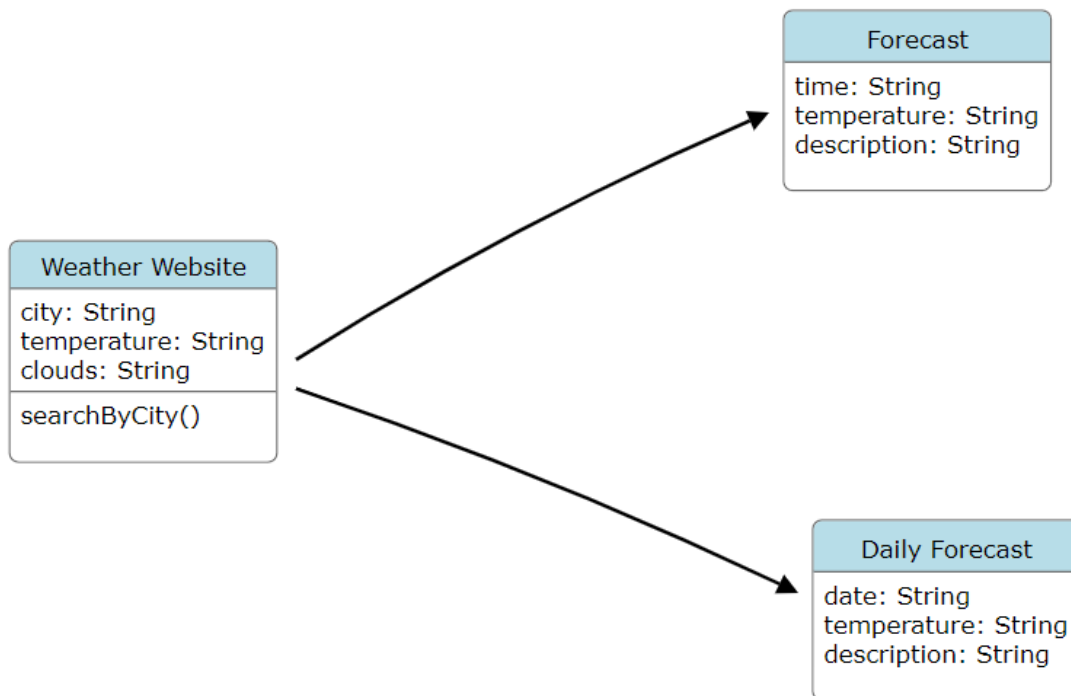 Forecast
time: String
temperature: String
description: String
Weather Website
city: String
temperature: String
clouds: String
searchByCity()
Daily Forecast
date: String
temperature: String
description: String